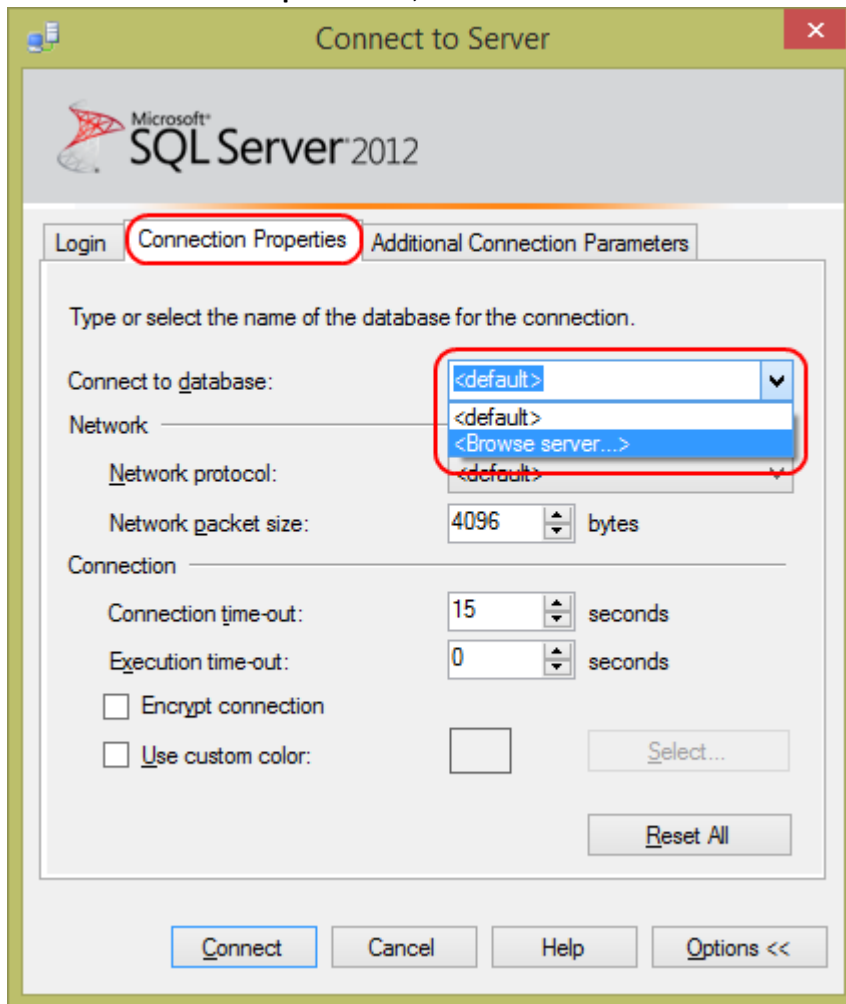 Connect to Server
Microsoft®
SQL Server® 2012
Login Connection Properties Additional Connection Parameters
Type or select the name of the database for the connection.
Connect to database: <default>
<default>
Network
<Browse server...>
Network protocol: <default>
Network packet size: 4096 bytes
Connection
Connection time-out: 15 seconds
Execution time-out: 0 seconds
Encrypt connection
Use custom color: Select...
Reset All
Connect Cancel Help Options <<